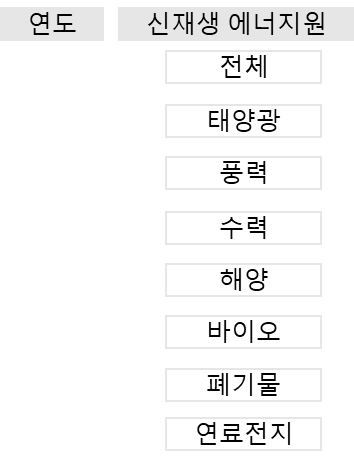 연도 신재생 에너지원
전체
태양광
풍력
수력
해양
바이오
폐기물
연료전지